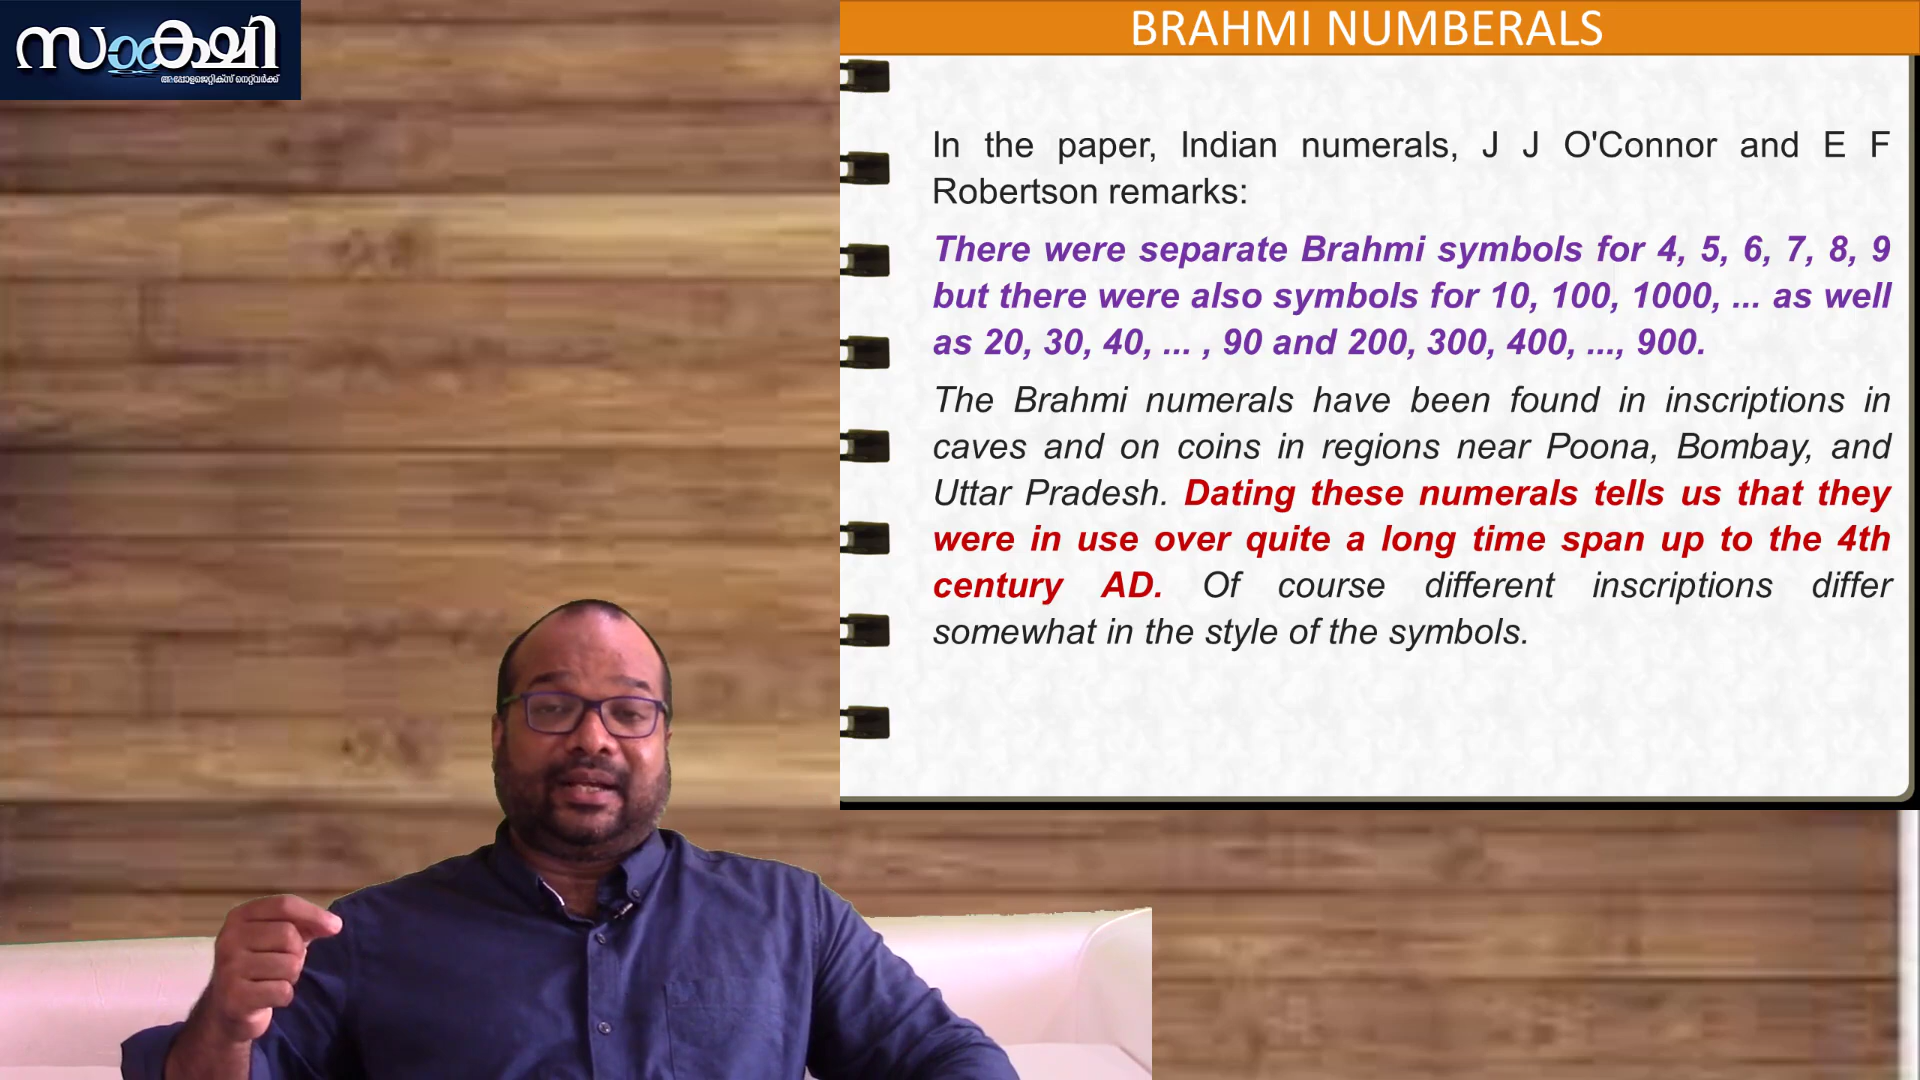 സാക്ഷി
അപ്പോളജെറ്റിക്സ് നെറ്റ്‌വർക്ക്
BRAHMI NUMBERALS
In the paper, Indian numerals, J J O'Connor and E F
Robertson remarks:
There were separate Brahmi symbols for 4, 5, 6, 7, 8, 9
but there were also symbols for 10, 100, 1000, ... as well
as 20, 30, 40, ... , 90 and 200, 300, 400, ..., 900.
The Brahmi numerals have been found in inscriptions in
caves and on coins in regions near Poona, Bombay, and
Uttar Pradesh. Dating these numerals tells us that they
were in use over quite a long time span up to the 4th
century AD. Of course different inscriptions differ
somewhat in the style of the symbols.